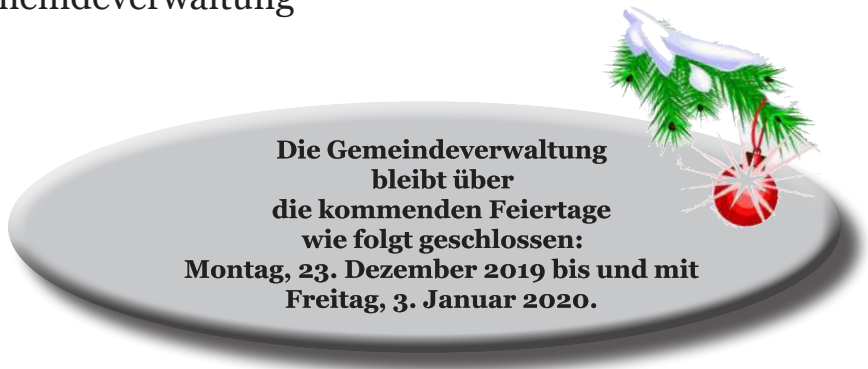 Die Gemeindeverwaltung
bleibt über
die kommenden Feiertage
wie folgt geschlossen:
Montag, 23. Dezember 2019 bis und mit
Freitag, 3. Januar 2020.